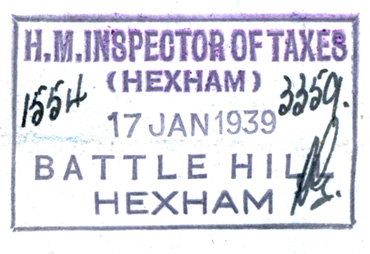 H.M.INSPECTOR OF TAXES
(HEXHAM)
1554 3359.
17 JAN 1939
BATTLE HILL
HEXHAM